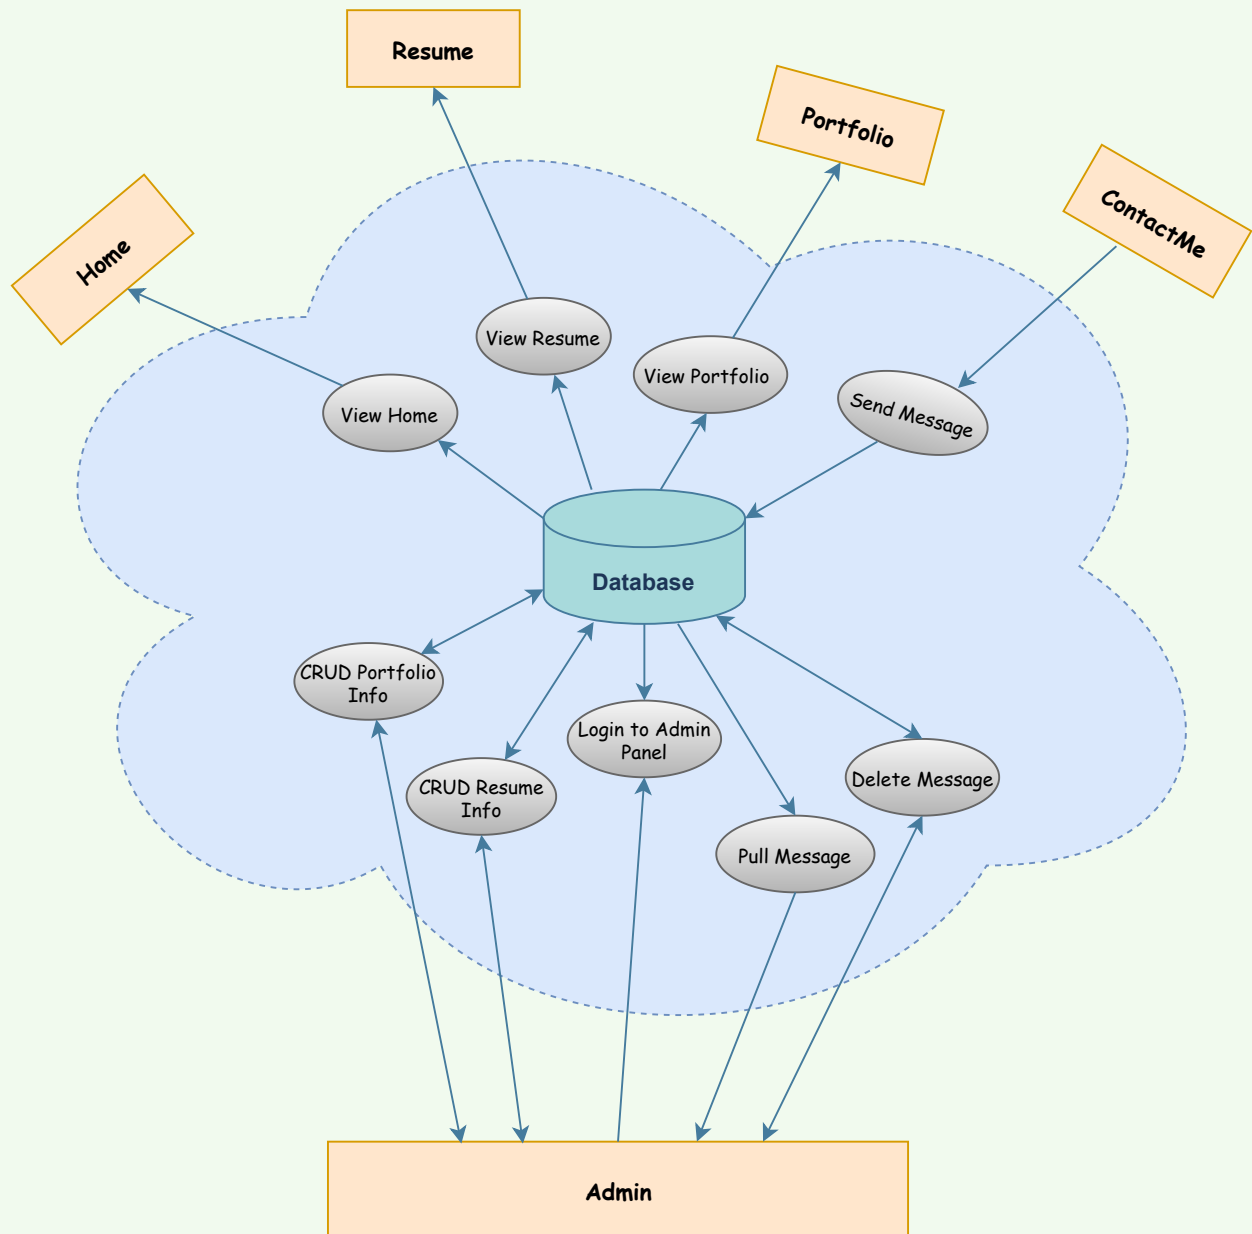 Resume
Portfolio
ContactMe
Home
View Resume
View Portfolio
View Home
Send Message
Database
CRUD Portfolio
Info
Login to Admin
Panel
CRUD Resume
Info
Delete Message
Pull Message
Admin